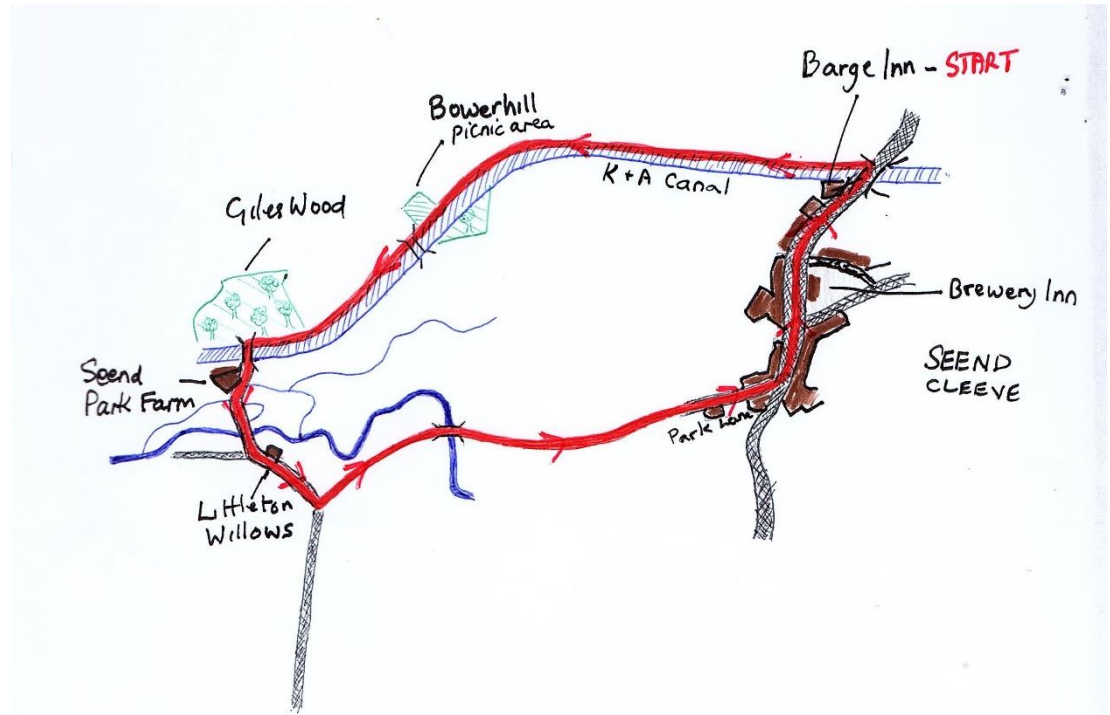 Barge Inn - START
Bowerhill
picnic area
K + A Canal
Giles Wood
Brewery Inn
Seend
Park Farm
SEEND
CLEEVE
Park Lane
Littleton
Willows